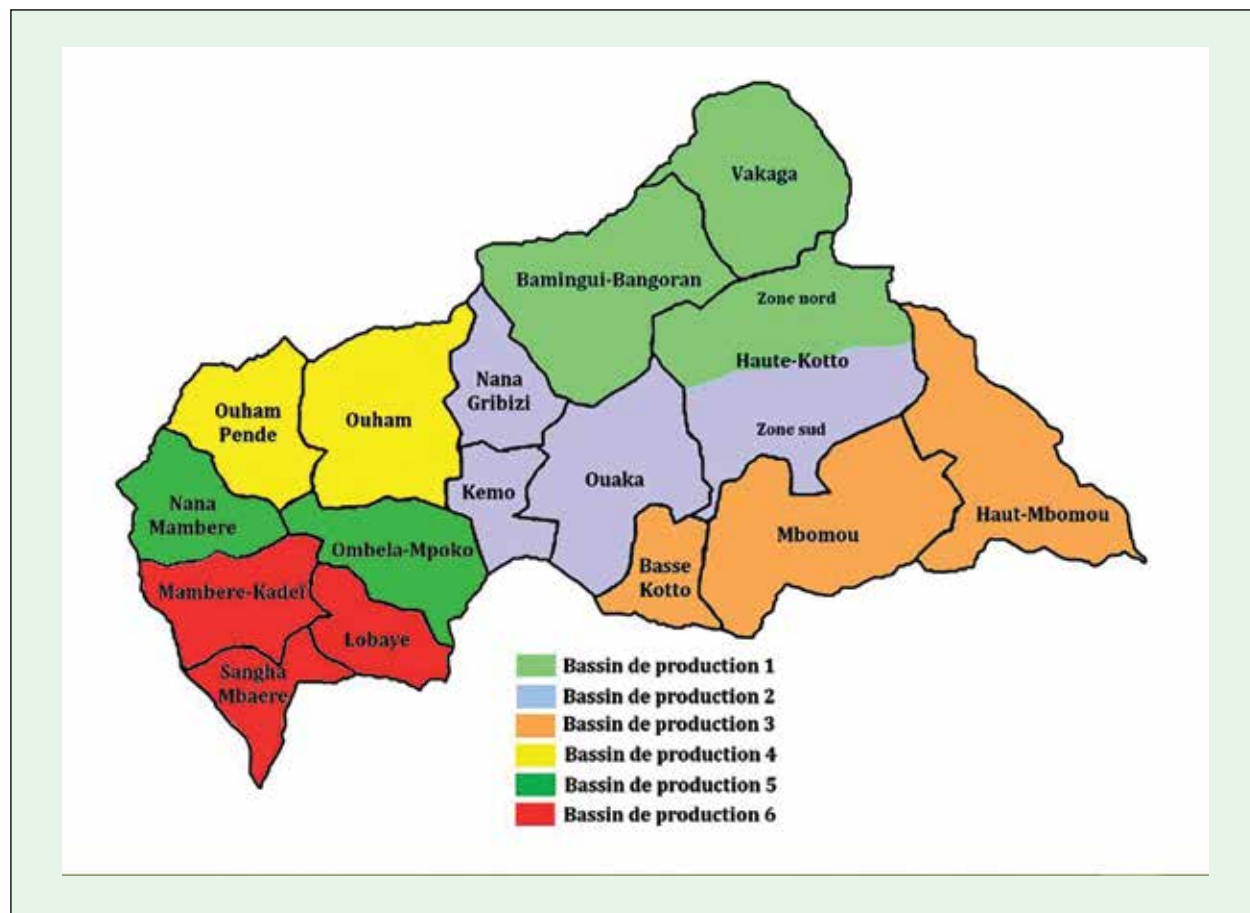 Vakaga
Bamingui-Bangoran
Zone nord
Haute-Kotto
Zone sud
Nana
Gribizi
Ouham
Pende
Ouham
Kemo
Ouaka
Nana
Mambere
Ombela-Mpoko
Mbomou
Haut-Mbomou
Basse
Kotto
Mambere-Kadeï
Lobaye
Sangha
Mbaere
Bassin de production 1
Bassin de production 2
Bassin de production 3
Bassin de production 4
Bassin de production 5
Bassin de production 6